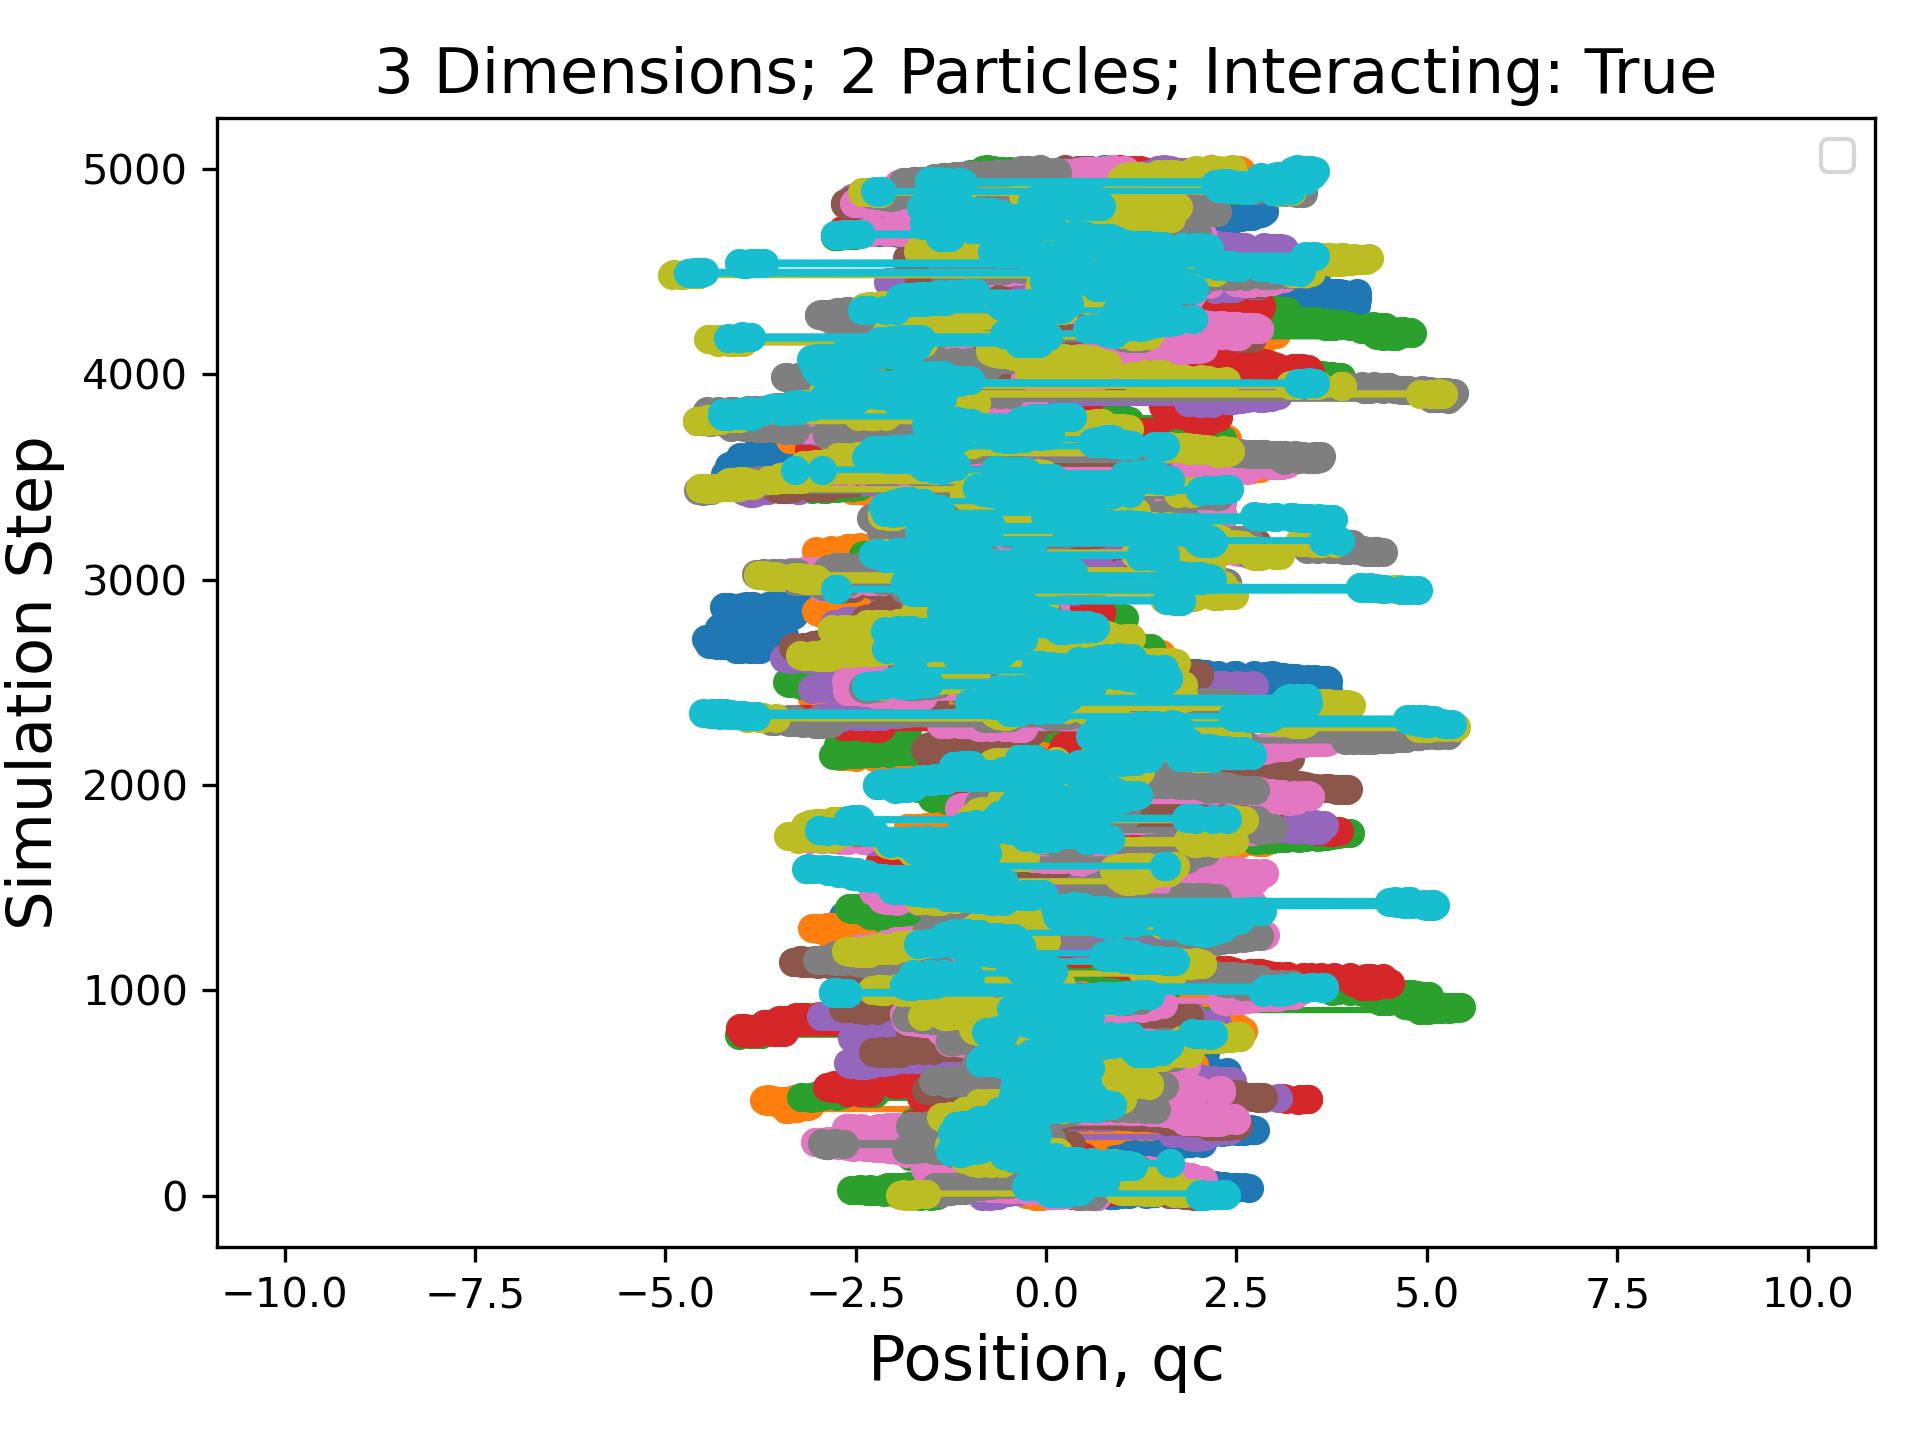 3 Dimensions; 2 Particles; Interacting: True
Simulation Step
5000
4000
3000
2000
1000
0
−10.0 −7.5 −5.0 −2.5 0.0 2.5 5.0 7.5 10.0
Position, qc